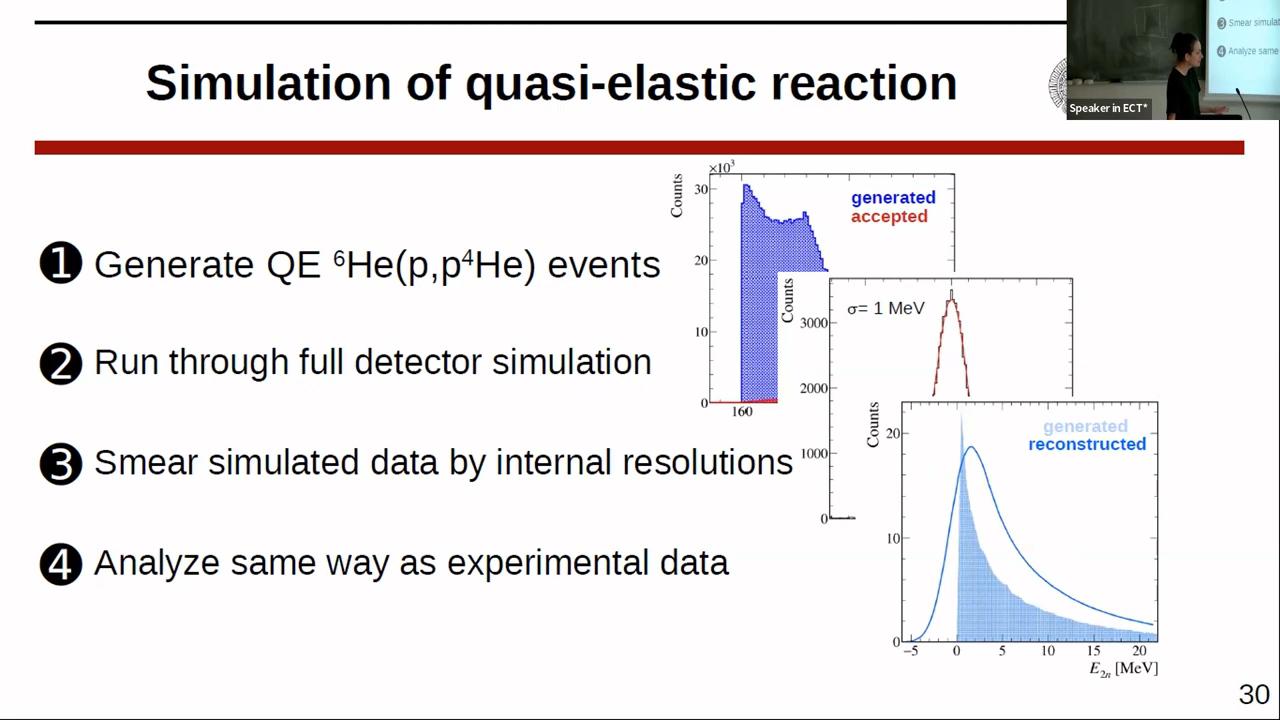 Simulation of quasi-elastic reaction
❸ Smear simulat
❹ Analyze same
Speaker in ECT*
❶ Generate QE ⁶He(p,p⁴He) events
❷ Run through full detector simulation
❸ Smear simulated data by internal resolutions
❹ Analyze same way as experimental data
×10³
Counts
30
20
10
0
160
generated
accepted
Counts
3000
2000
1000
0
σ= 1 MeV
Counts
20
10
0
generated
reconstructed
−5 0 5 10 15 20
E₂ₙ [MeV]
30